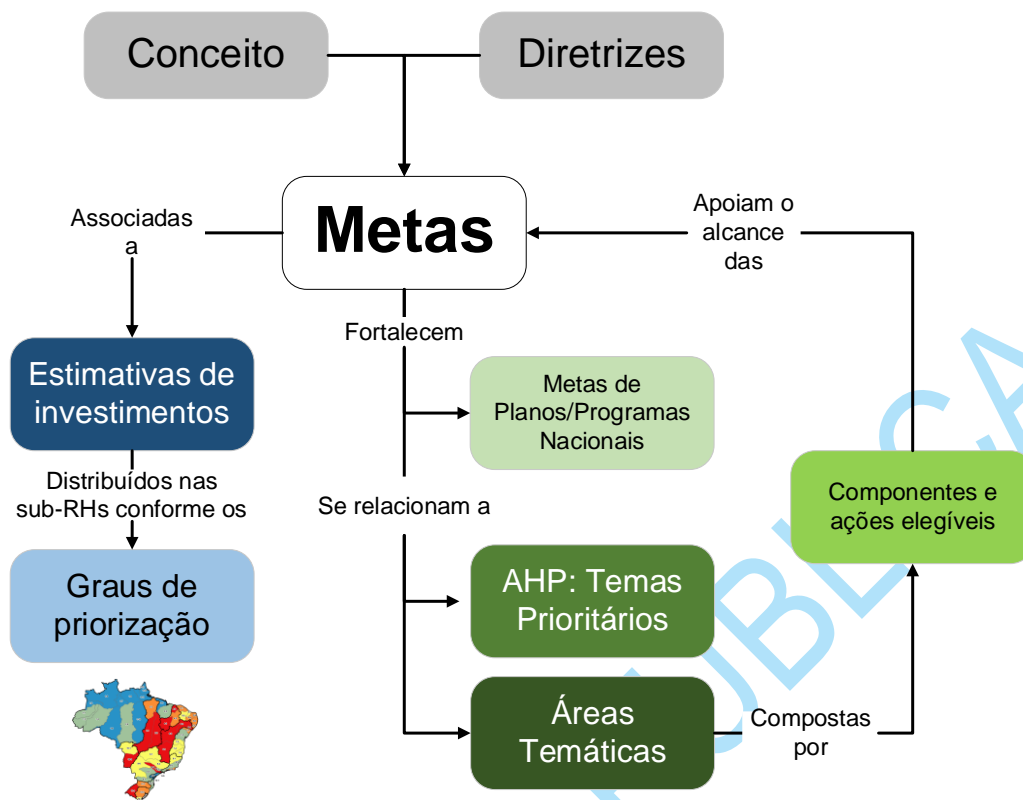 Conceito
Diretrizes
Metas
Associadas
a
Apoiam o
alcance
das
Fortalecem
Estimativas de
investimentos
Metas de
Planos/Programas
Nacionais
Distribuídos nas
sub-RHs conforme os
Se relacionam a
Componentes e
ações elegíveis
Graus de
priorização
AHP: Temas
Prioritários
Áreas
Temáticas
Compostas
por